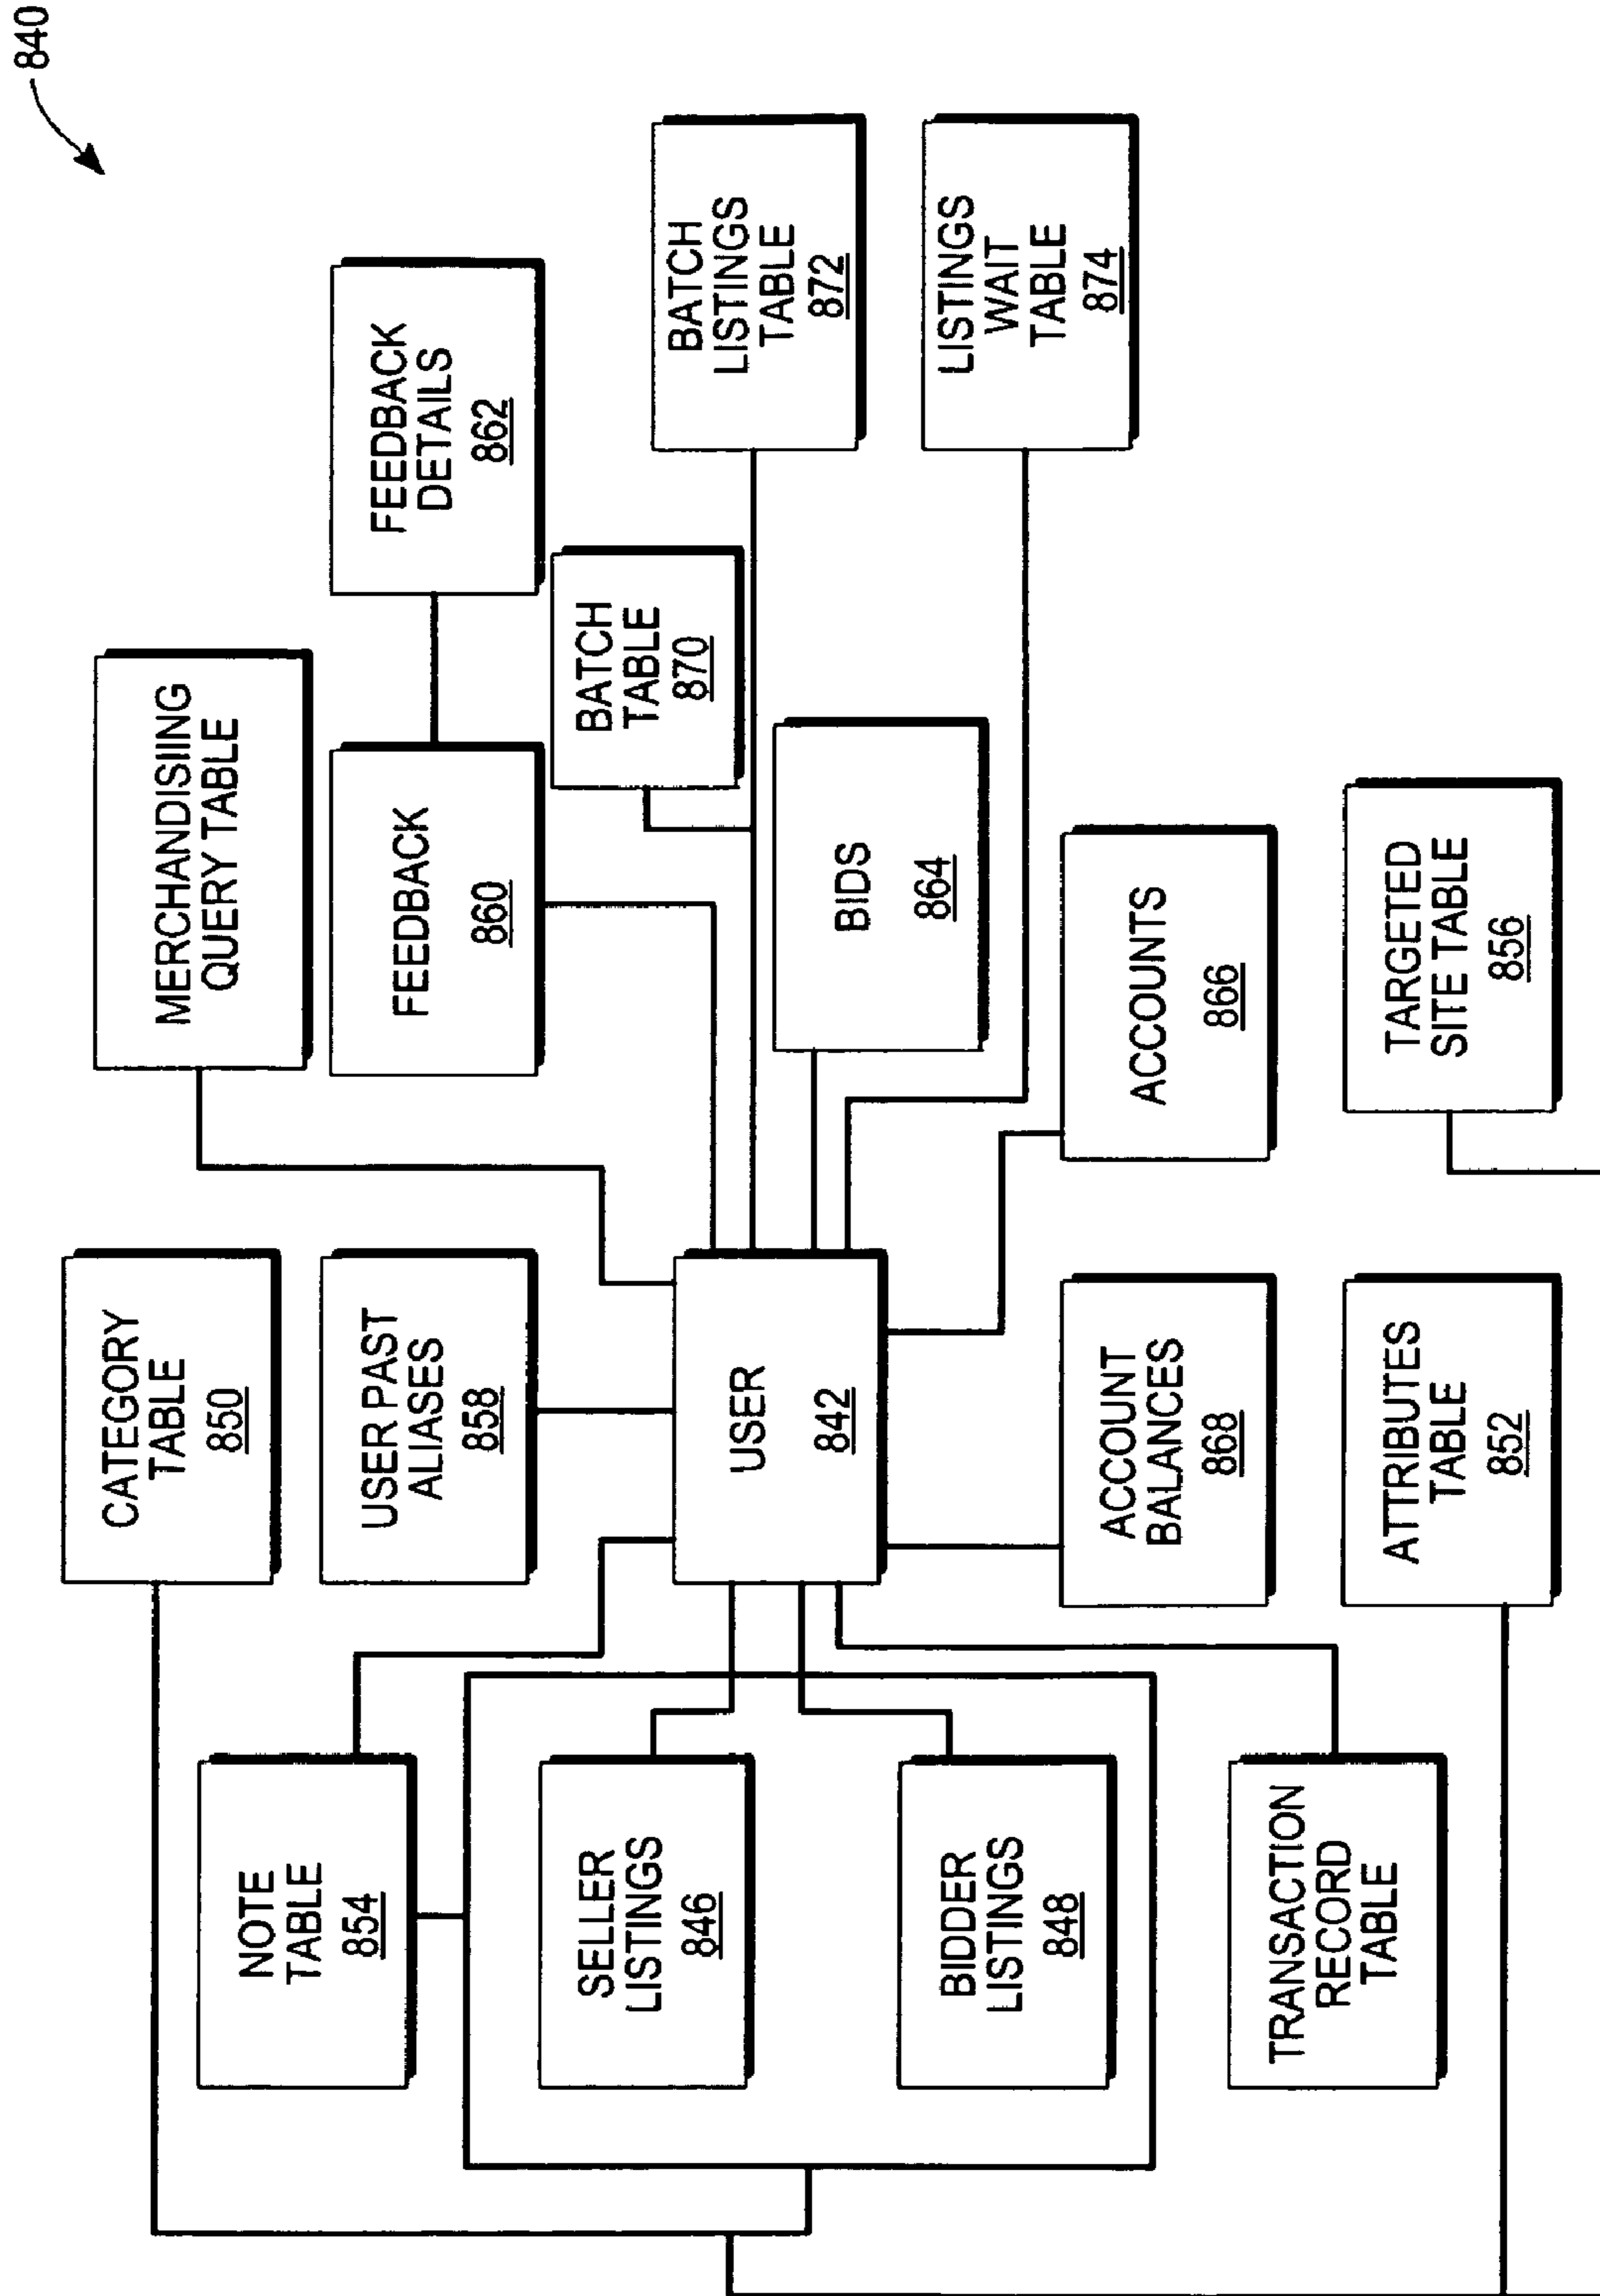 840
CATEGORY
TABLE
850
MERCHANDISIING
QUERY TABLE
NOTE
TABLE
854
USER PAST
ALIASES
858
FEEDBACK
860
FEEDBACK
DETAILS
862
BATCH
TABLE
870
SELLER
LISTINGS
846
USER
842
BATCH
LISTINGS
TABLE
872
BIDS
864
BIDDER
LISTINGS
848
LISTINGS
WAIT
TABLE
874
ACCOUNT
BALANCES
868
ACCOUNTS
866
TRANSACTION
RECORD
TABLE
ATTRIBUTES
TABLE
852
TARGETED
SITE TABLE
856